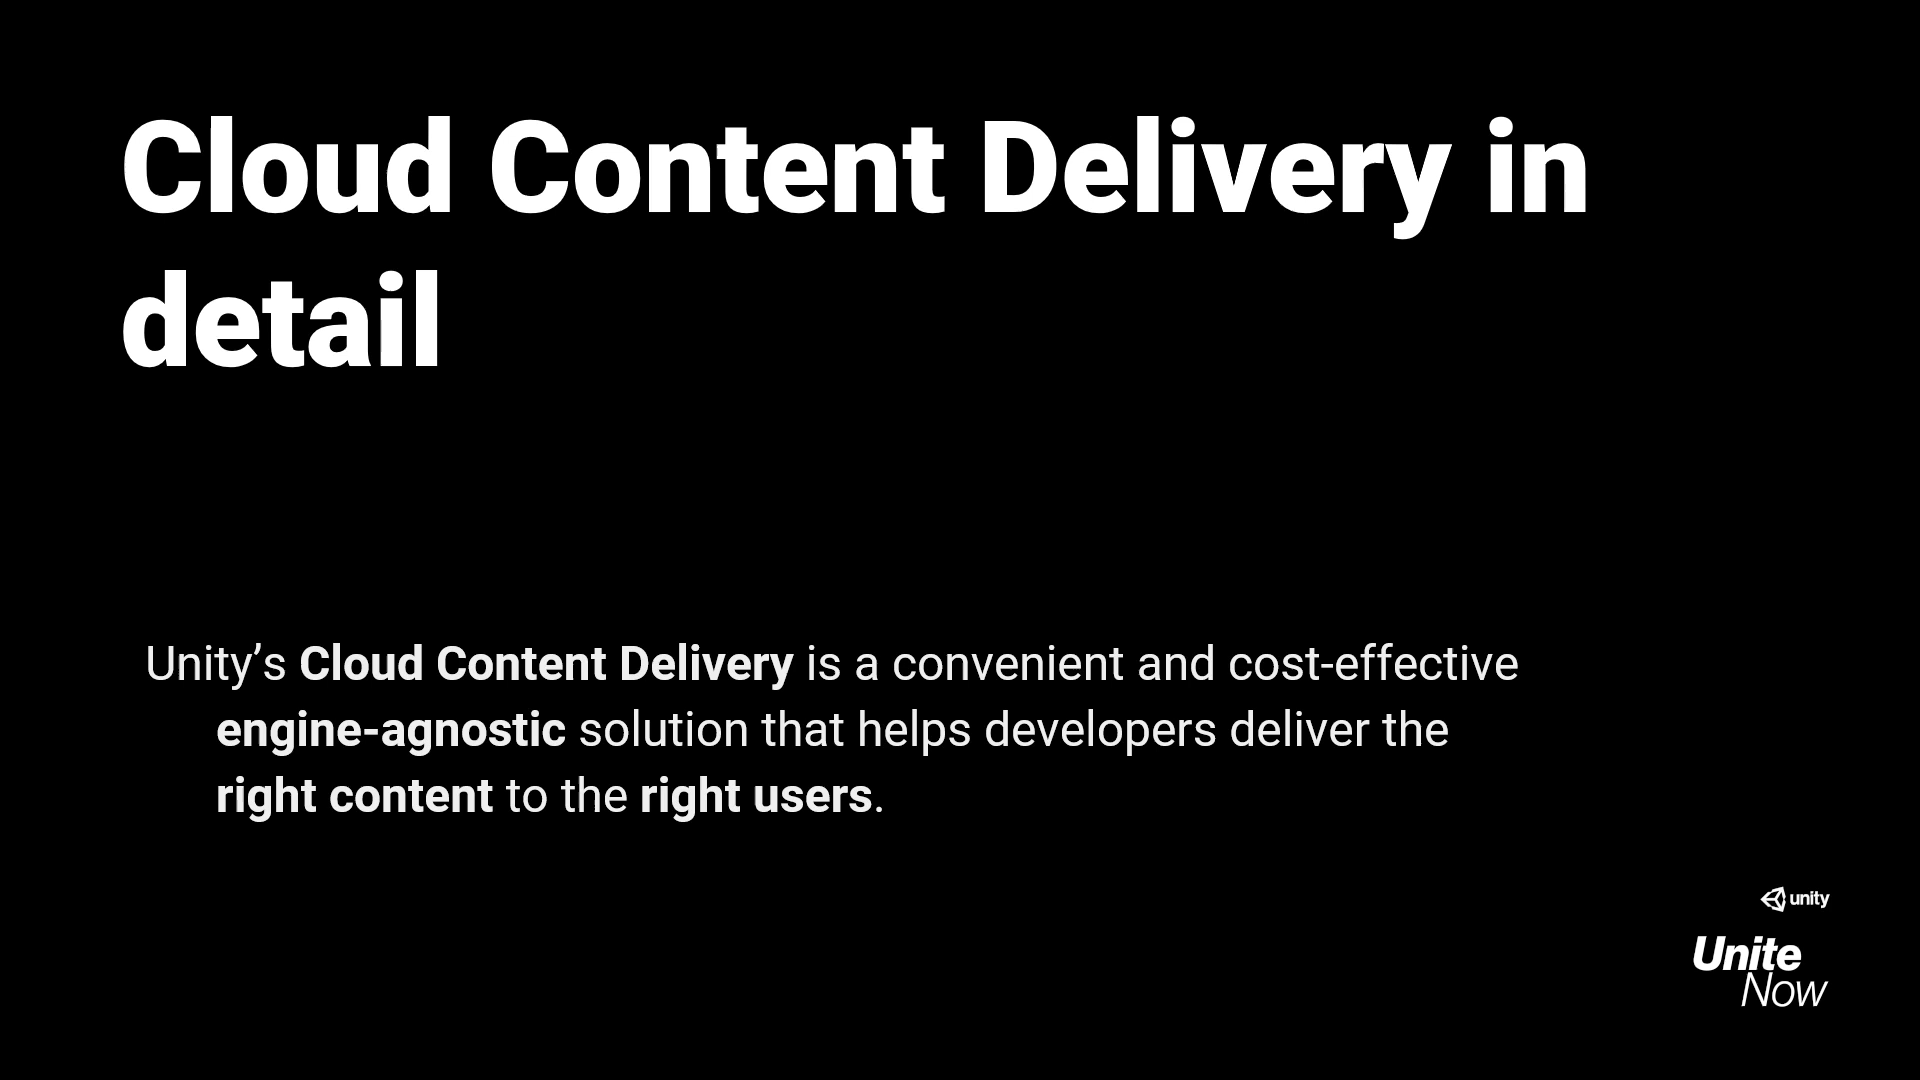 Cloud Content Delivery in
detail
Unity’s Cloud Content Delivery is a convenient and cost-effective
engine-agnostic solution that helps developers deliver the
right content to the right users.
unity
Unite
Now